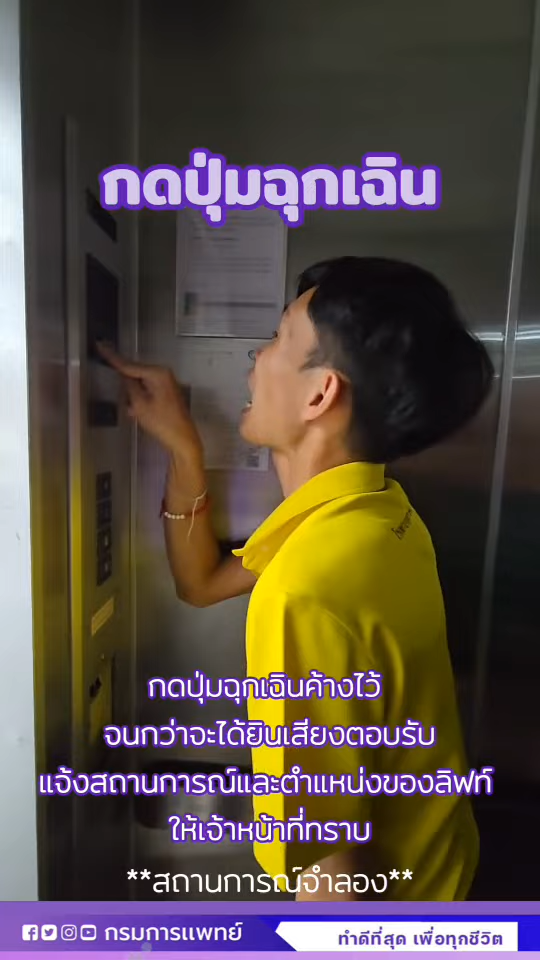 กดปุ่มฉุกเฉิน
กดปุ่มฉุกเฉินค้างไว้
จนกว่าจะได้ยินเสียงตอบรับ
แจ้งสถานการณ์และตำแหน่งของลิฟท์
ให้เจ้าหน้าที่ทราบ
**สถานการณ์จำลอง**
กรมการแพทย์
ทำดีที่สุด เพื่อทุกชีวิต